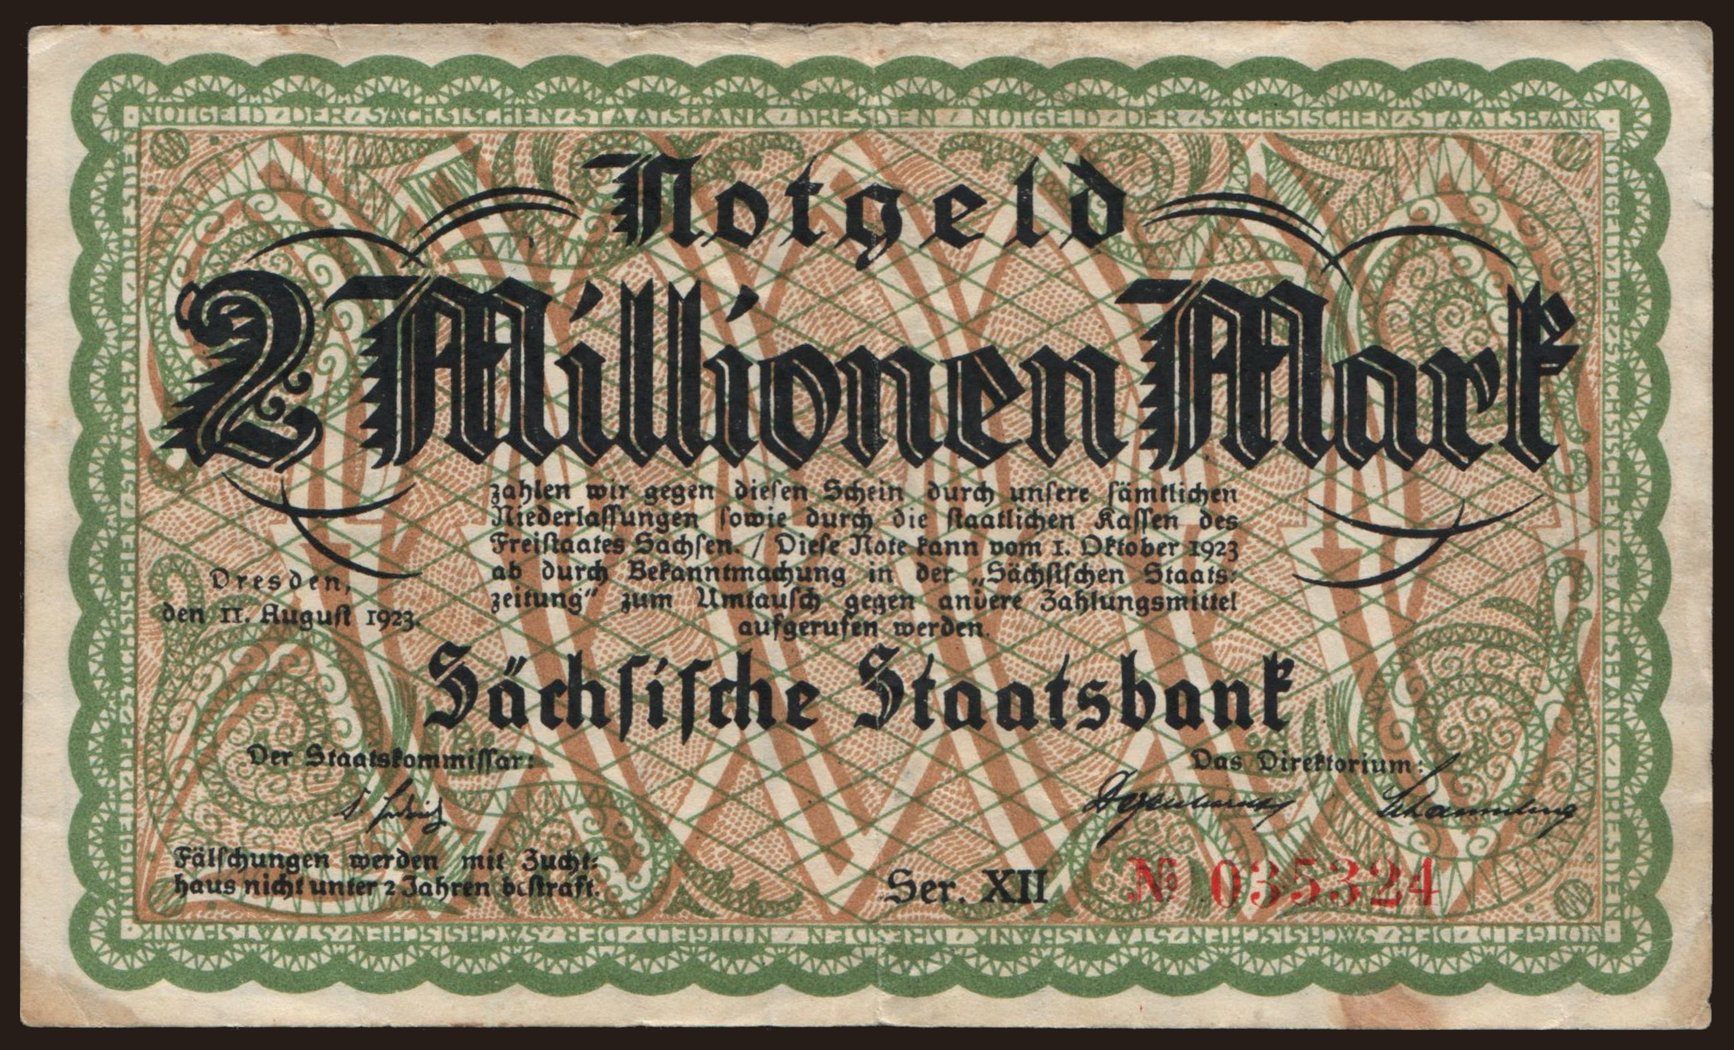 NOTGELD · DER · SÄCHSISCHEN · STAATSBANK · DRESDEN · NOTGELD · DER · SÄCHSISCHEN · STAATSBANK
Notgeld
2 Millionen Mark
zahlen wir gegen diesen Schein durch unsere sämtlichen
Niederlassungen sowie durch die staatlichen Kassen des
Freistaates Sachsen. / Diese Note kann vom 1. Oktober 1923
ab durch Bekanntmachung in der „Sächsischen Staats-
zeitung“ zum Umtausch gegen andere Zahlungsmittel
aufgerufen werden.
Dresden,
den 11. August 1923.
Sächsische Staatsbank
Der Staatskommissar:
Das Direktorium:
Degenhardt
Fälschungen werden mit Zucht-
haus nicht unter 2 Jahren bestraft.
Ser. XII
№ 035324